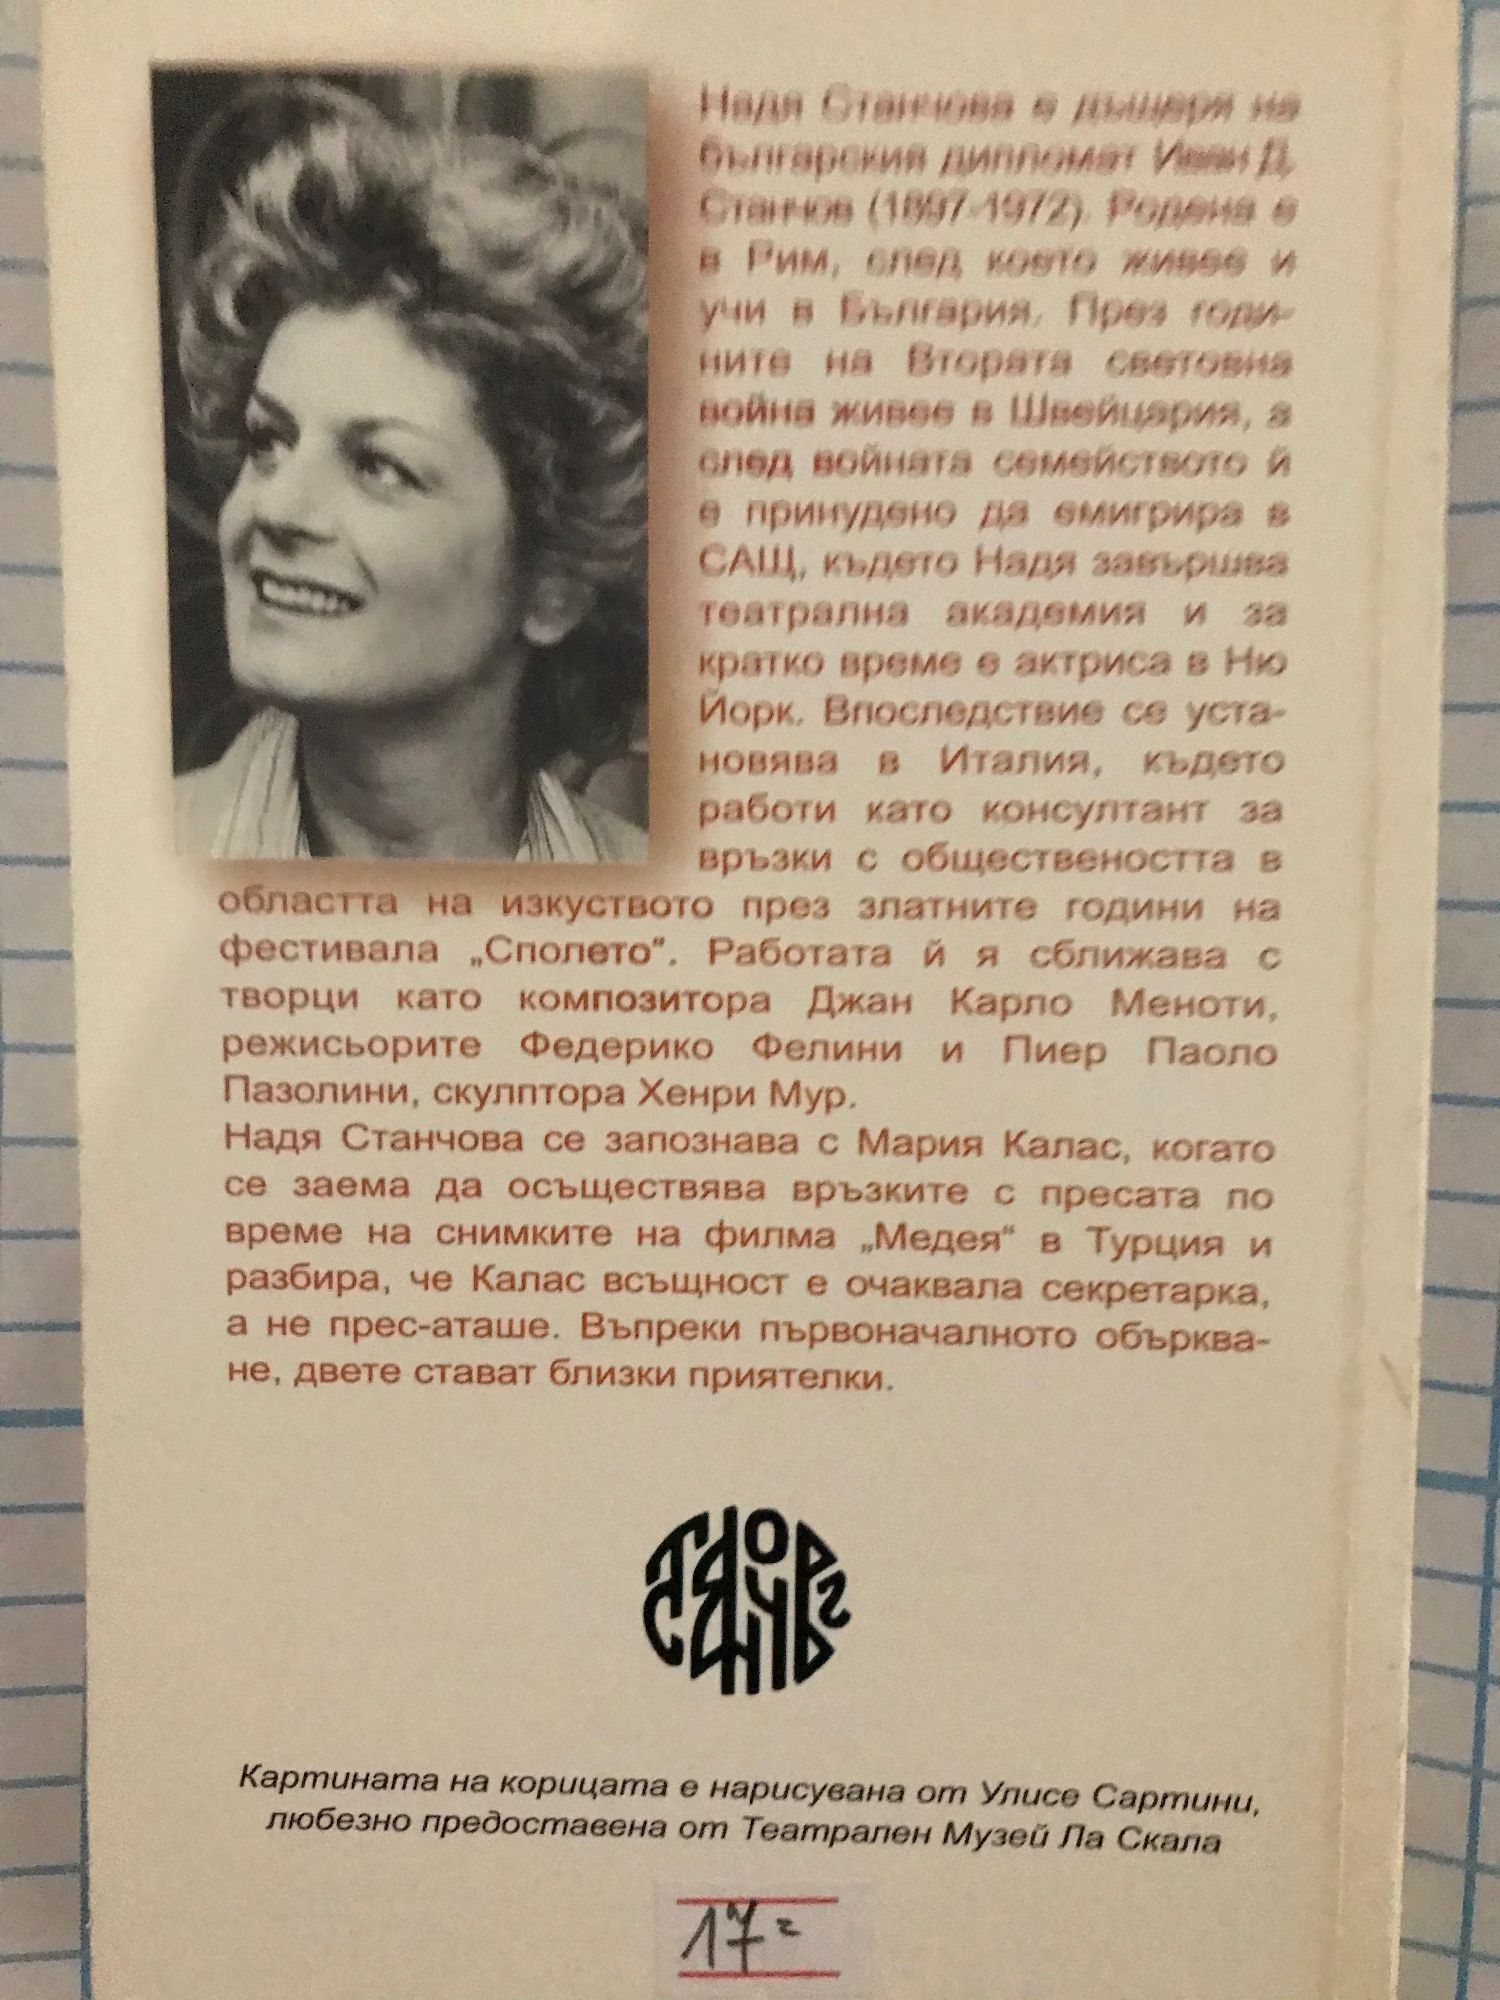 Надя Станчова е дъщеря на
българския дипломат Иван Д.
Станчов (1897-1972). Родена е
в Рим, след което живее и
учи в България. През годи-
ните на Втората световна
война живее в Швейцария, а
след войната семейството й
е принудено да емигрира в
САЩ, където Надя завършва
театрална академия и за
кратко време е актриса в Ню
Йорк. Впоследствие се уста-
новява в Италия, където
работи като консултант за
връзки с обществеността в
областта на изкуството през златните години на
фестивала „Сполето“. Работата й я сближава с
творци като композитора Джан Карло Меноти,
режисьорите Федерико Фелини и Пиер Паоло
Пазолини, скулптора Хенри Мур.
Надя Станчова се запознава с Мария Калас, когато
се заема да осъществява връзките с пресата по
време на снимките на филма „Медея“ в Турция и
разбира, че Калас всъщност е очаквала секретарка,
а не прес-аташе. Въпреки първоначалното обърква-
не, двете стават близки приятелки.
Картината на корицата е нарисувана от Улисе Сартини,
любезно предоставена от Театрален Музей Ла Скала
17=